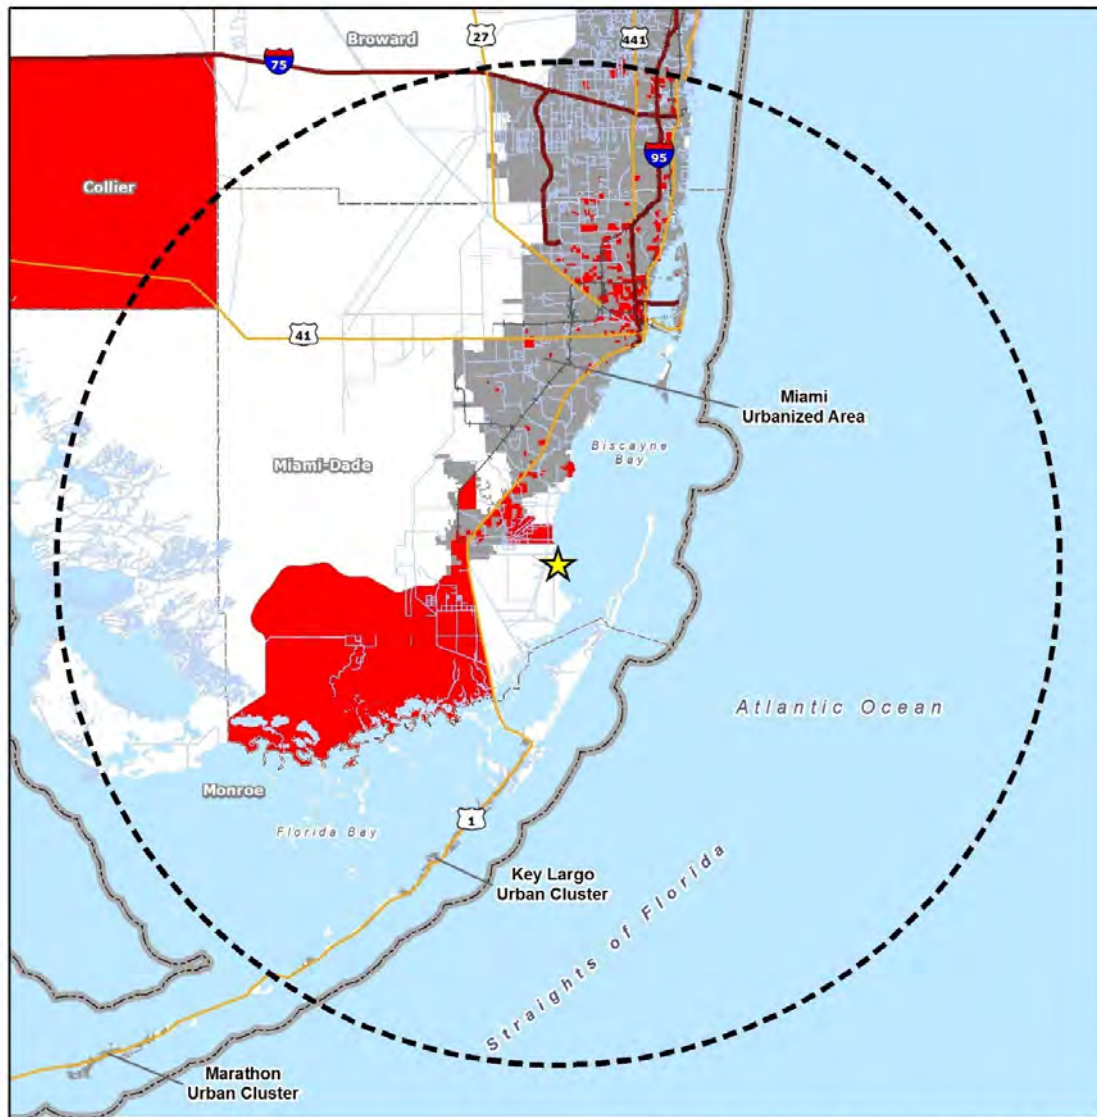 Broward
27
441
75
95
Collier
41
Miami
Urbanized Area
Biscayne
Bay
Miami-Dade
Atlantic Ocean
Monroe
1
Florida Bay
Key Largo
Urban Cluster
Straights of Florida
Marathon
Urban Cluster